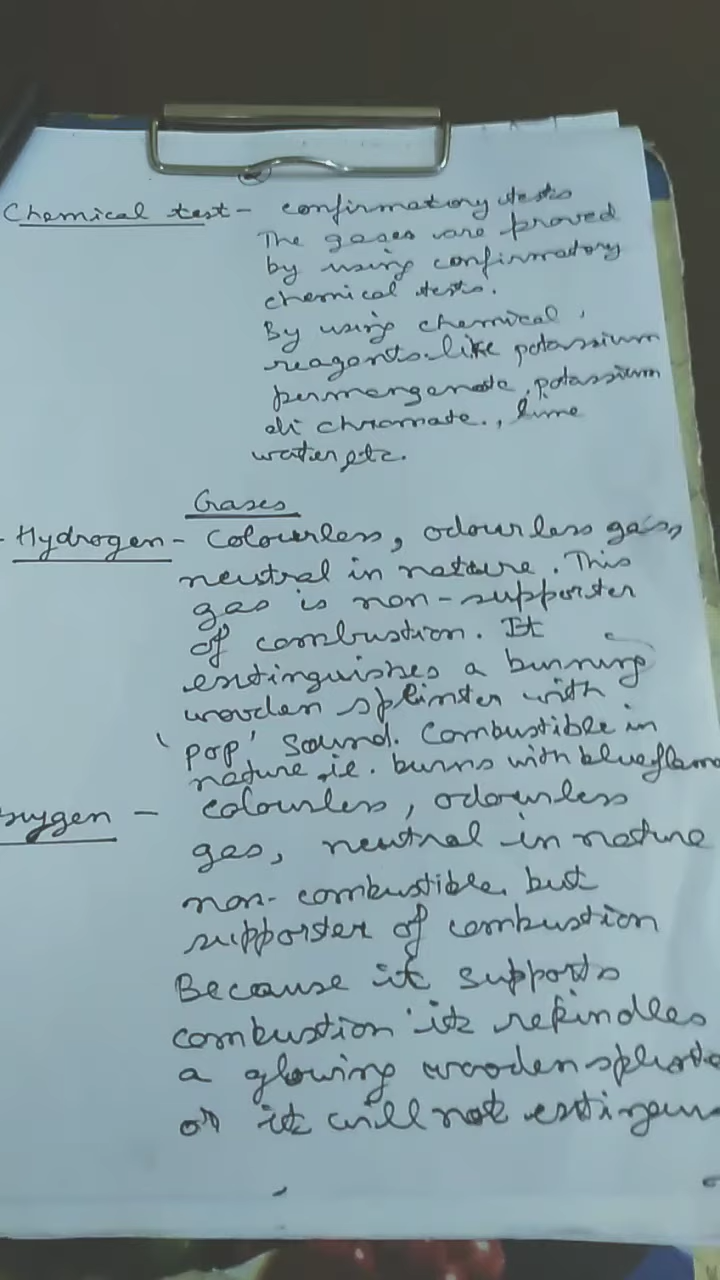 Chemical test - confirmatory tests
The gases are proved
by using confirmatory
chemical tests.
By using chemical,
reagents like potassium
permangenate, potassium
di chromate., lime
water etc.
Gases
- Hydrogen - Colourless, odourless gas,
neutral in nature. This
gas is non-supporter
of combustion. It
extinguishes a burning
wooden splinter with
'pop' sound. Combustible in
nature ie. burns with blue flame
oxygen - colourless, odourless
gas, neutral in nature
non-combustible, but
supporter of combustion
Because it supports
combustion it rekindles
a glowing wooden
or it will not